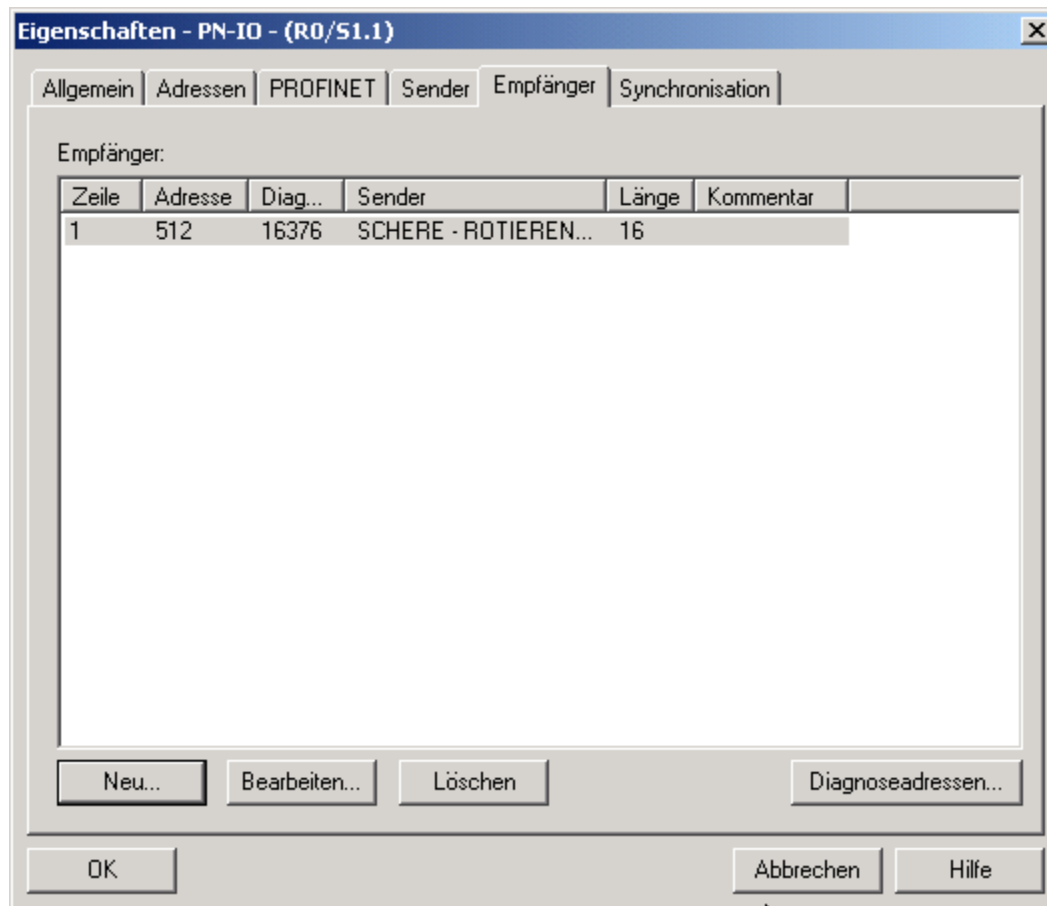 Eigenschaften - PN-IO - (R0/S1.1)
Allgemein Adressen PROFINET Sender Empfänger Synchronisation
Empfänger:
Zeile Adresse Diag... Sender Länge Kommentar
1 512 16376 SCHERE - ROTIEREN... 16
Neu... Bearbeiten... Löschen Diagnoseadressen...
OK Abbrechen Hilfe